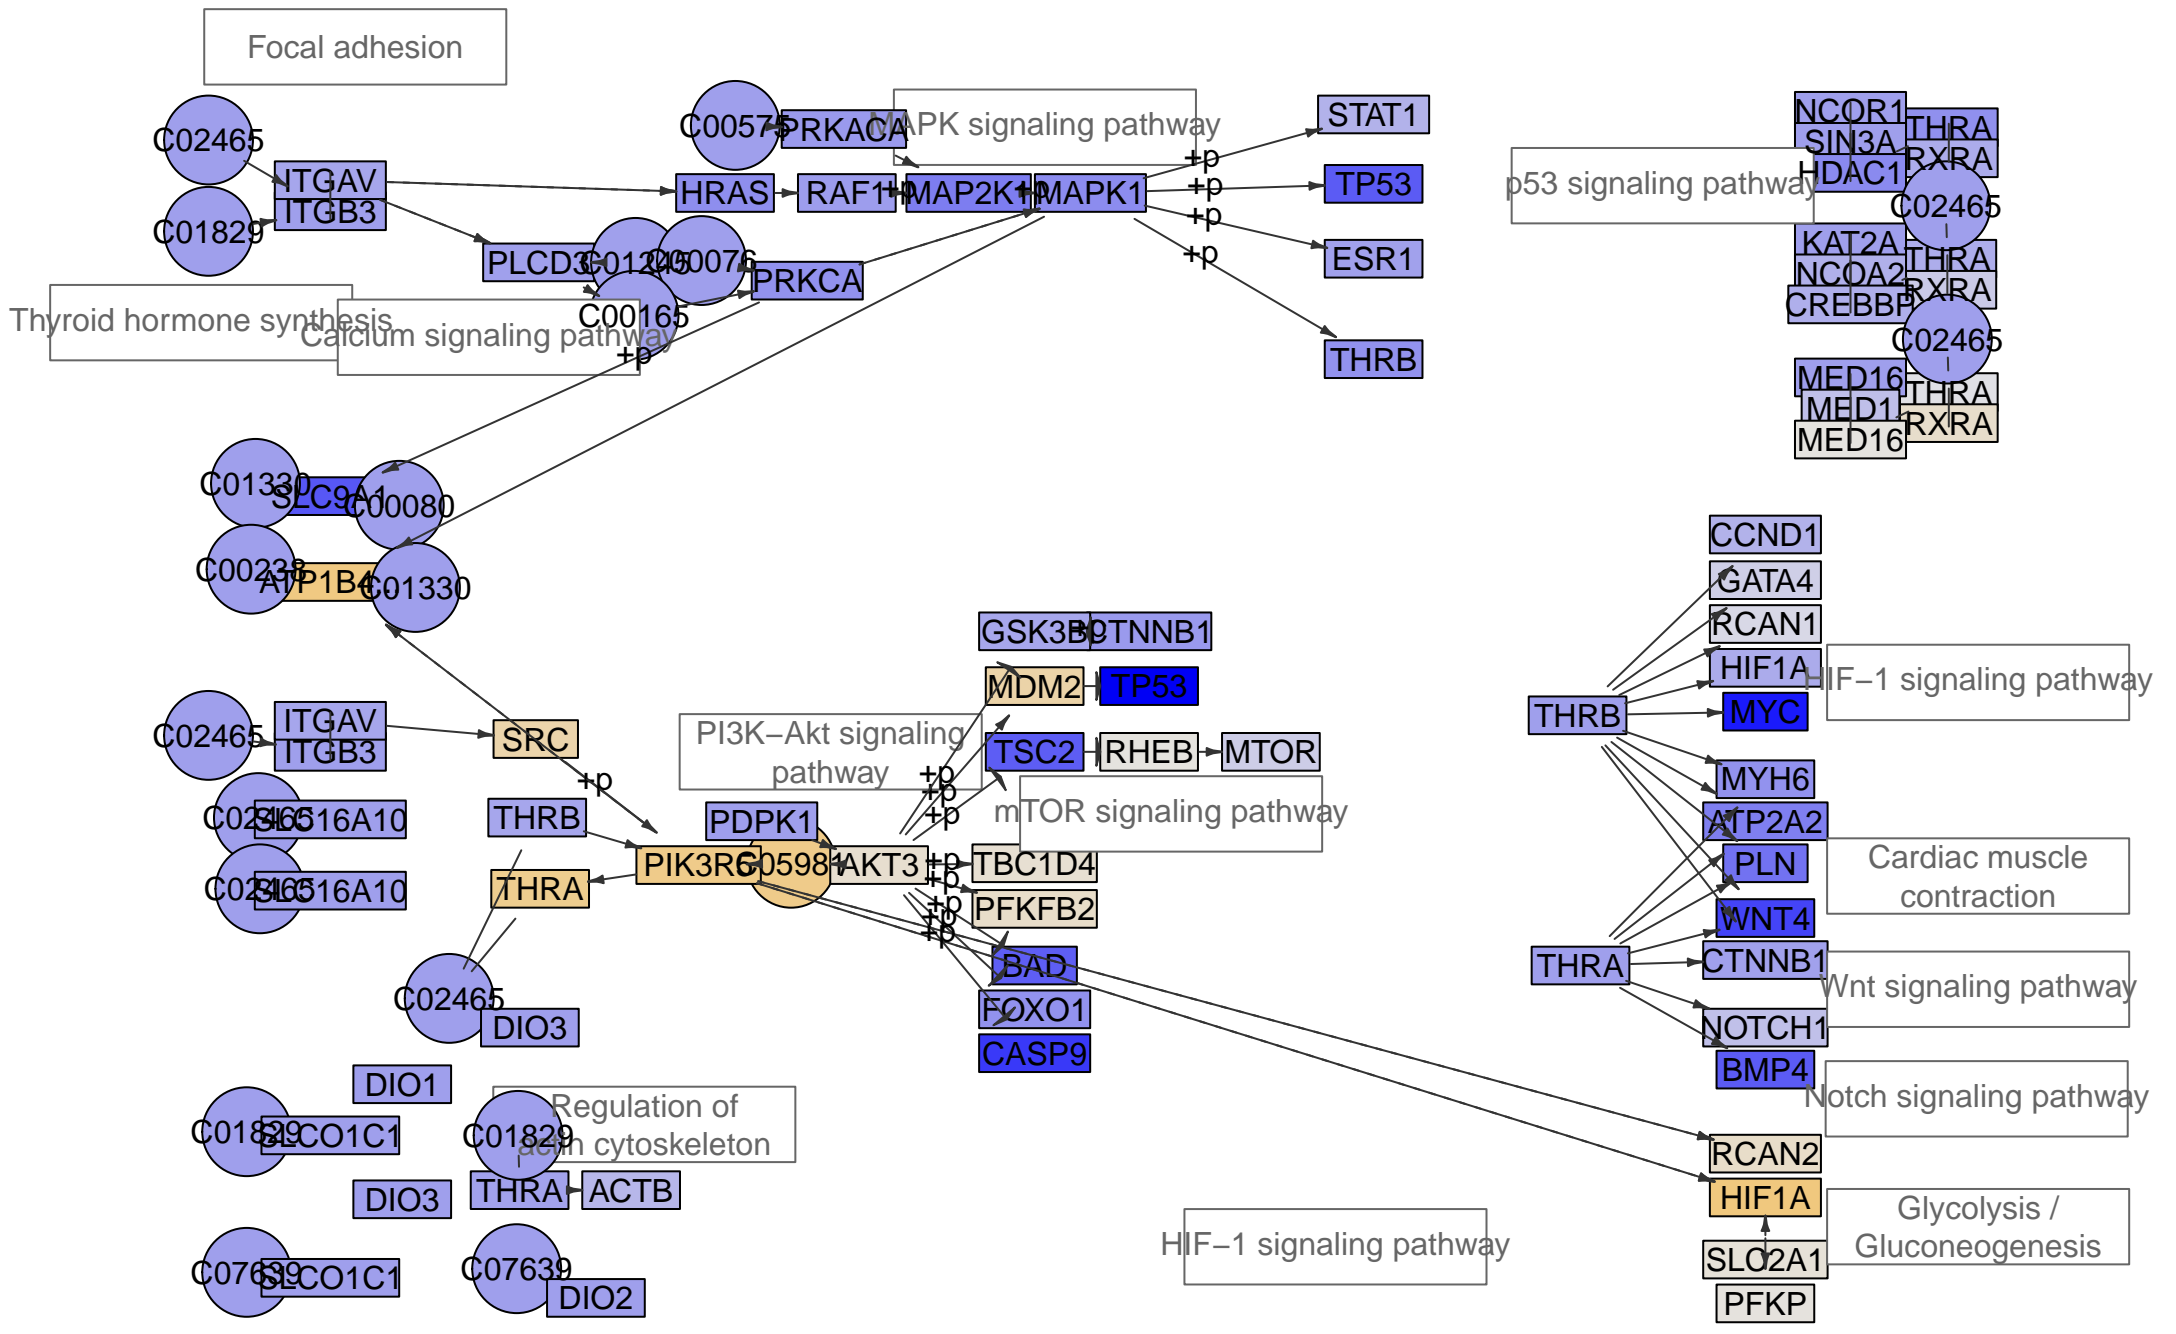 Focal adhesion
C02465
C01829
ITGAV
ITGB3
C00575
PRKACA
MAPK signaling pathway
HRAS
RAF1
+p
MAP2K1
+p
MAPK1
PLCD3
C01245
C00076
C00165
PRKCA
+p
+p
+p
+p
STAT1
TP53
ESR1
THRB
p53 signaling pathway
NCOR1
SIN3A
HDAC1
THRA
RXRA
C02465
KAT2A
NCOA2
CREBBP
THRA
RXRA
C02465
MED16
MED1
MED16
THRA
RXRA
Thyroid hormone synthesis
Calcium signaling pathway
+p
C01330
SLC9A1
C00080
C00238
ATP1B4...
C01330
GSK3B
+p
CTNNB1
MDM2
TP53
TSC2
RHEB
MTOR
PI3K−Akt signaling
pathway
mTOR signaling pathway
C02465
ITGAV
ITGB3
SRC
+p
C02465
SLC16A10
C02465
SLC16A10
THRB
THRA
PDPK1
PIK3R6
C05981
AKT3
+p
+p
+p
+p
+p
+p
+p
+p
TBC1D4
PFKFB2
BAD
FOXO1
CASP9
C02465
DIO3
DIO1
C01829
SLCO1C1
DIO3
C07639
SLCO1C1
Regulation of
actin cytoskeleton
C01829
THRA
ACTB
C07639
DIO2
CCND1
GATA4
RCAN1
HIF1A
HIF−1 signaling pathway
THRB
MYC
MYH6
ATP2A2
PLN
Cardiac muscle
contraction
WNT4
THRA
CTNNB1
Wnt signaling pathway
NOTCH1
BMP4
Notch signaling pathway
RCAN2
HIF1A
Glycolysis /
Gluconeogenesis
SLC2A1
PFKP
HIF−1 signaling pathway